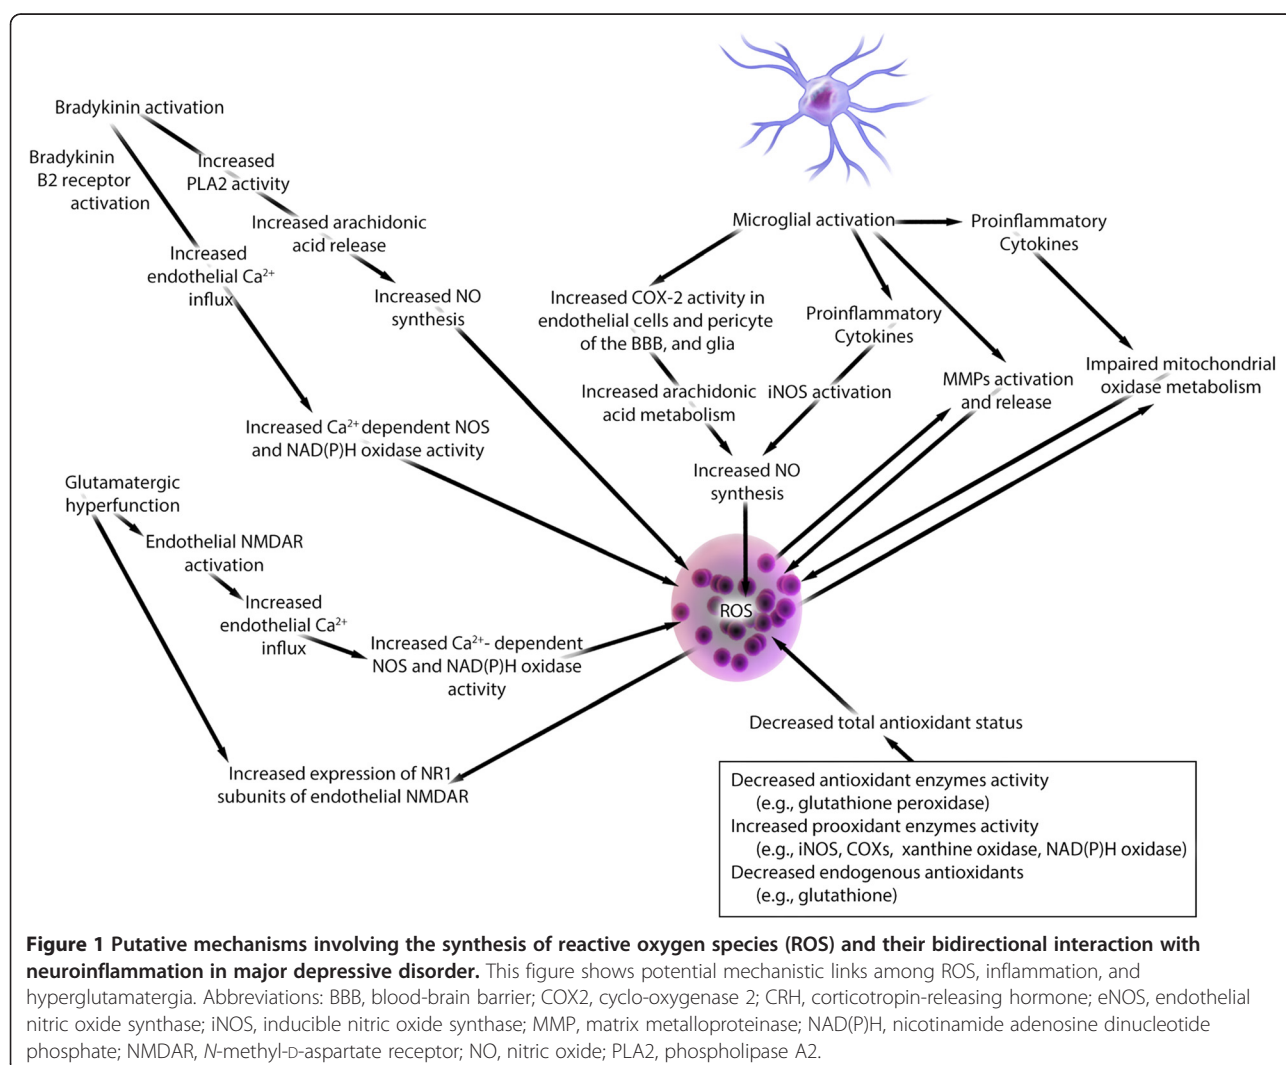 Bradykinin activation
Bradykinin
B2 receptor
activation
Increased
PLA2 activity
Increased arachidonic
acid release
Increased
endothelial Ca²⁺
influx
Increased NO
synthesis
Increased Ca²⁺ dependent NOS
and NAD(P)H oxidase activity
Glutamatergic
hyperfunction
Endothelial NMDAR
activation
Increased
endothelial Ca²⁺
influx
Increased Ca²⁺- dependent
NOS and NAD(P)H oxidase
activity
Increased expression of NR1
subunits of endothelial NMDAR
Microglial activation
Proinflammatory
Cytokines
Increased COX-2 activity in
endothelial cells and pericyte
of the BBB, and glia
Proinflammatory
Cytokines
Increased arachidonic
acid metabolism
iNOS activation
MMPs activation
and release
Impaired mitochondrial
oxidase metabolism
Increased NO
synthesis
ROS
Decreased total antioxidant status
Decreased antioxidant enzymes activity
(e.g., glutathione peroxidase)
Increased prooxidant enzymes activity
(e.g., iNOS, COXs, xanthine oxidase, NAD(P)H oxidase)
Decreased endogenous antioxidants
(e.g., glutathione)
Figure 1 Putative mechanisms involving the synthesis of reactive oxygen species (ROS) and their bidirectional interaction with
neuroinflammation in major depressive disorder. This figure shows potential mechanistic links among ROS, inflammation, and
hyperglutamatergia. Abbreviations: BBB, blood-brain barrier; COX2, cyclo-oxygenase 2; CRH, corticotropin-releasing hormone; eNOS, endothelial
nitric oxide synthase; iNOS, inducible nitric oxide synthase; MMP, matrix metalloproteinase; NAD(P)H, nicotinamide adenosine dinucleotide
phosphate; NMDAR, N-methyl-D-aspartate receptor; NO, nitric oxide; PLA2, phospholipase A2.